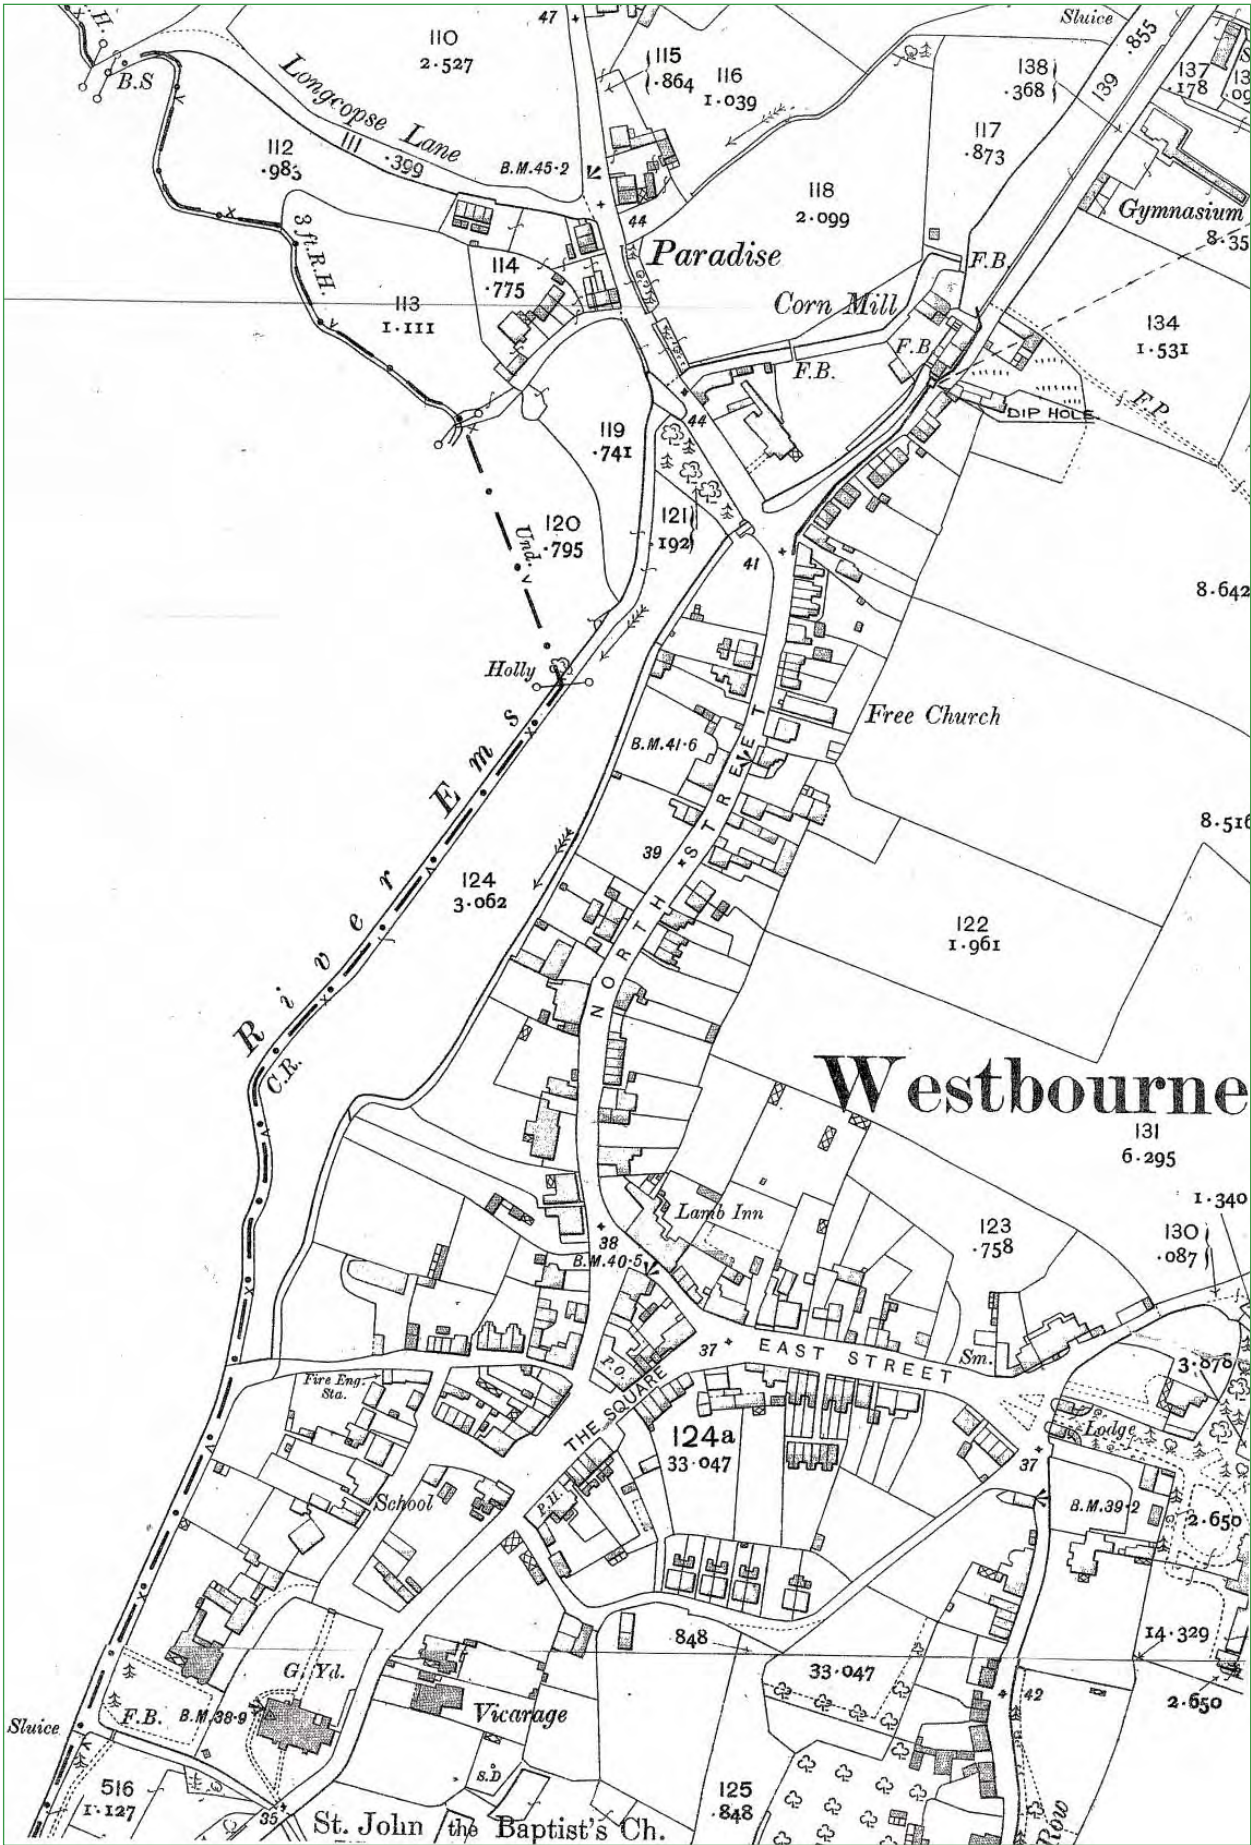 47
Sluice
.855
110
2.527
H.
B.S
Longcopse Lane
115
.864
116
1.039
138
.368
139
137
.178
112
.983
111
.399
B.M.45.2
117
.873
118
2.099
Gymnasium
8.35
44
3 ft. R.H.
Paradise
F.B.
114
.775
113
1.111
Corn Mill
134
1.531
F.B.
F.B.
F.P.
DIP HOLE
44
119
.741
121
.192
120
.795
Und.
41
8.642
Holly
Free Church
B.M.41.6
River Ems
8.516
39
124
3.062
NORTH STREET
122
1.961
C.R.
Westbourne
131
6.295
1.340
Lamb Inn
123
.758
130
.087
38
B.M.40.5
37
EAST STREET
Sm.
P.O.
3.878
Fire Eng. Sta.
THE SQUARE
124a
33.047
Lodge
37
School
P.H.
B.M.39.2
2.650
848
14.329
33.047
G. Yd.
42
2.650
Vicarage
F.B.
B.M.38.9
Sluice
S.D
516
1.127
125
.848
35
St. John the Baptist's Ch.
Row